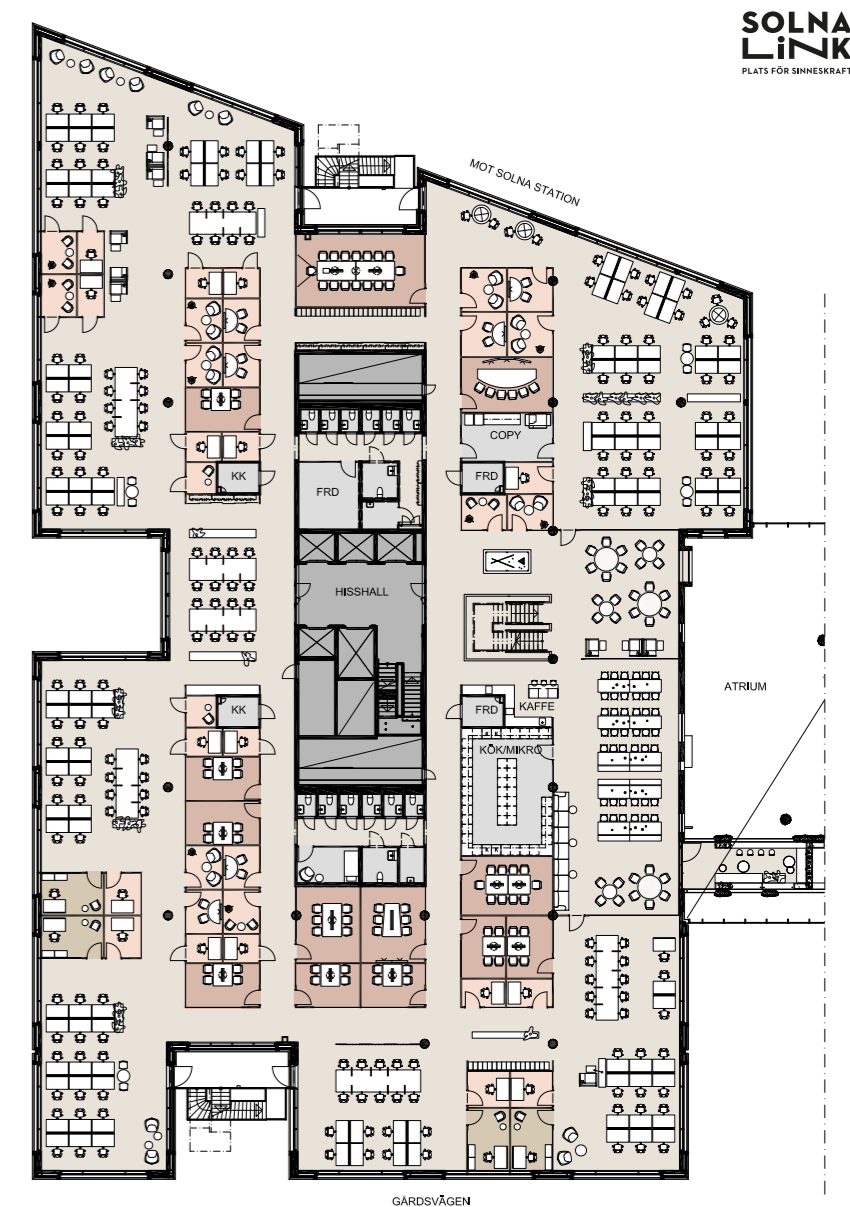 SOLNA
LiNK
PLATS FÖR SINNESKRAFT
MOT SOLNA STATION
COPY
KK
FRD
FRD
HISSHALL
ATRIUM
KK
FRD
KAFFE
KÖK/MIKRO
GÅRDSVÄGEN